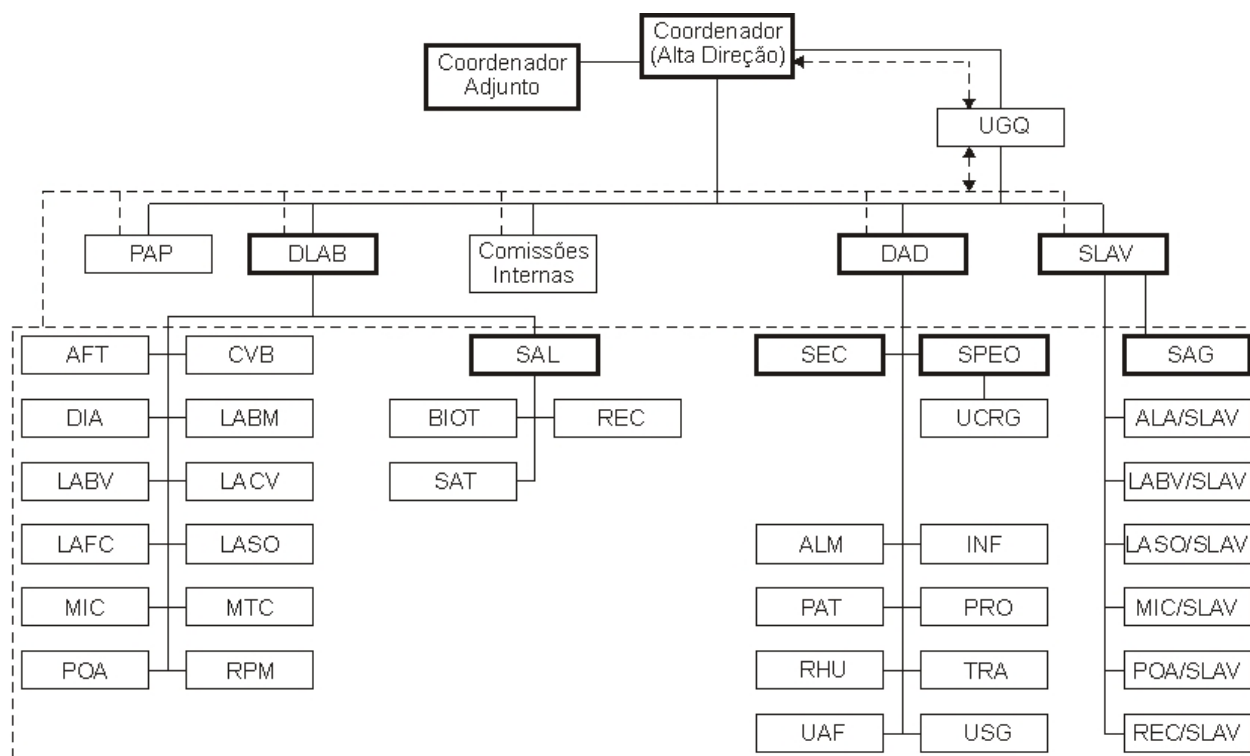 Coordenador
(Alta Direção)
Coordenador
Adjunto
UGQ
PAP
DLAB
Comissões
Internas
DAD
SLAV
AFT
CVB
SAL
SEC
SPEO
SAG
DIA
LABM
BIOT
REC
UCRG
ALA/SLAV
LABV
LACV
SAT
LABV/SLAV
LAFC
LASO
ALM
INF
LASO/SLAV
MIC
MTC
PAT
PRO
MIC/SLAV
POA
RPM
RHU
TRA
POA/SLAV
UAF
USG
REC/SLAV